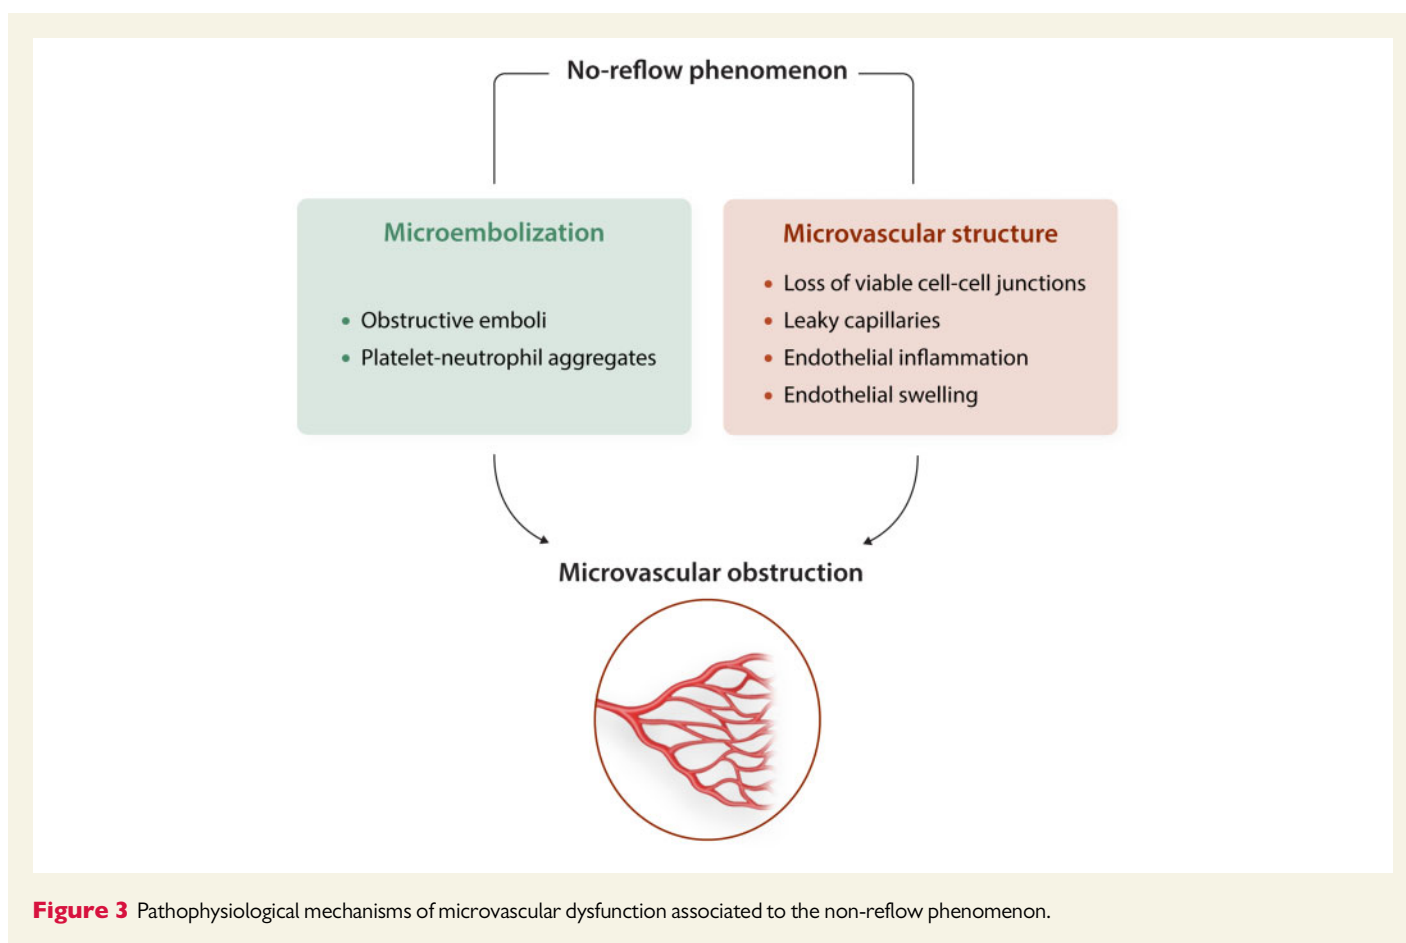 No-reflow phenomenon
Microembolization
• Obstructive emboli
• Platelet-neutrophil aggregates
Microvascular structure
• Loss of viable cell-cell junctions
• Leaky capillaries
• Endothelial inflammation
• Endothelial swelling
Microvascular obstruction
Figure 3 Pathophysiological mechanisms of microvascular dysfunction associated to the non-reflow phenomenon.